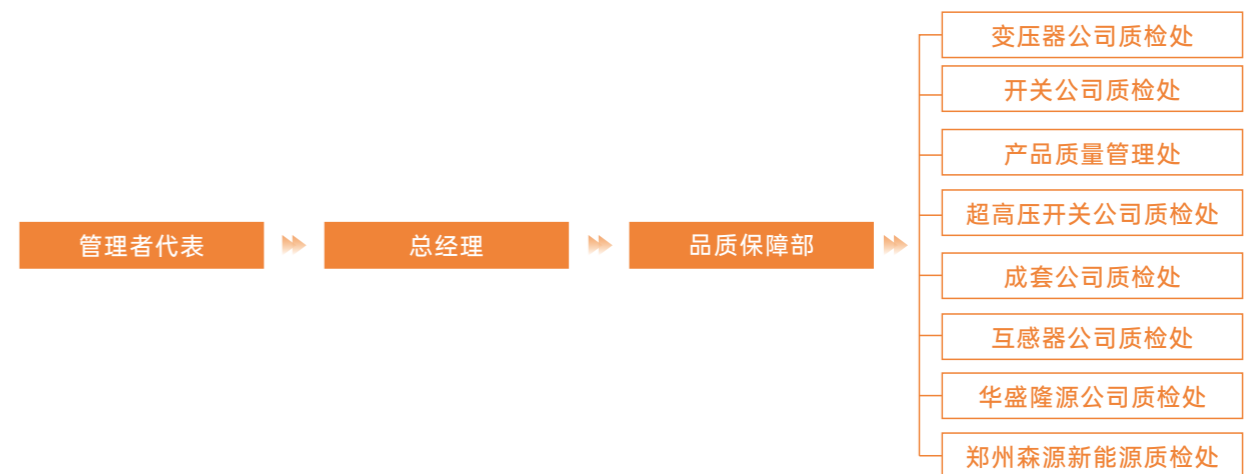 管理者代表
总经理
品质保障部
变压器公司质检处
开关公司质检处
产品质量管理处
超高压开关公司质检处
成套公司质检处
互感器公司质检处
华盛隆源公司质检处
郑州森源新能源质检处